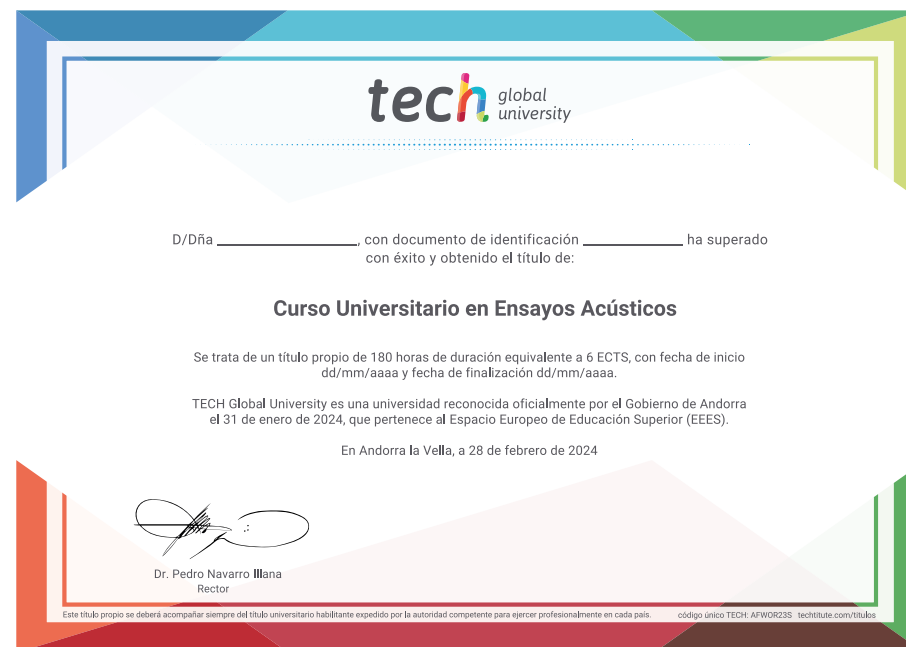 tech global university
D/Dña ____________________, con documento de identificación ______________ ha superado
con éxito y obtenido el título de:
Curso Universitario en Ensayos Acústicos
Se trata de un título propio de 180 horas de duración equivalente a 6 ECTS, con fecha de inicio
dd/mm/aaaa y fecha de finalización dd/mm/aaaa.
TECH Global University es una universidad reconocida oficialmente por el Gobierno de Andorra
el 31 de enero de 2024, que pertenece al Espacio Europeo de Educación Superior (EEES).
En Andorra la Vella, a 28 de febrero de 2024
Dr. Pedro Navarro Illana
Rector
Este título propio se deberá acompañar siempre del título universitario habilitante expedido por la autoridad competente para ejercer profesionalmente en cada país. código único TECH: AFWOR23S techtitute.com/titulos